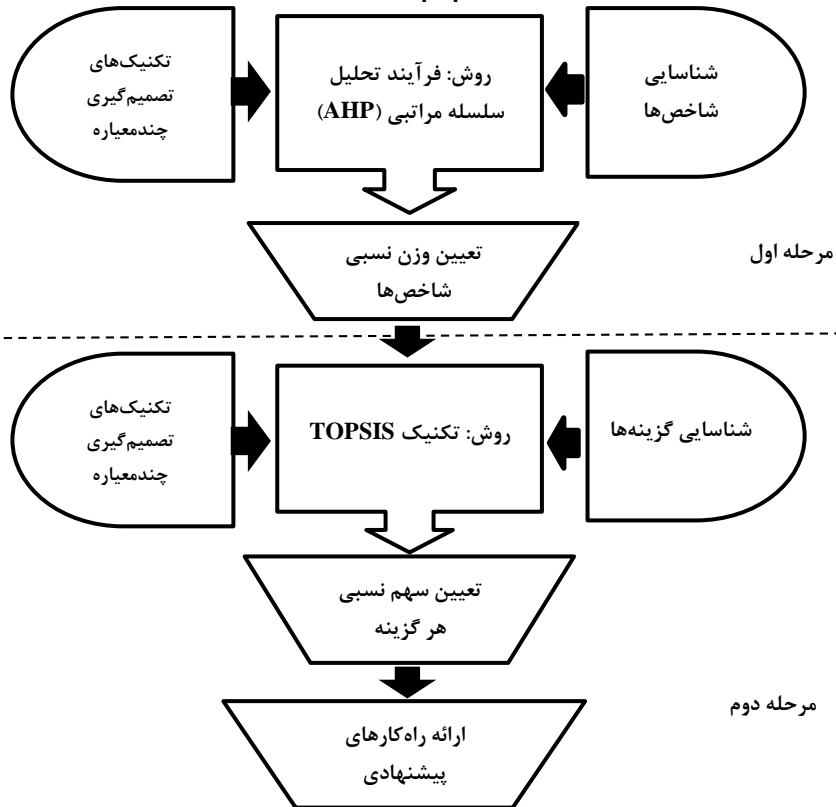 شناسایی
شاخص‌ها
روش: فرآیند تحلیل
سلسله مراتبی (AHP)
تکنیک‌های
تصمیم‌گیری
چندمعیاره
تعیین وزن نسبی
شاخص‌ها
مرحله اول
شناسایی گزینه‌ها
روش: تکنیک TOPSIS
تکنیک‌های
تصمیم‌گیری
چندمعیاره
تعیین سهم نسبی
هر گزینه
مرحله دوم
ارائه راه‌کارهای
پیشنهادی